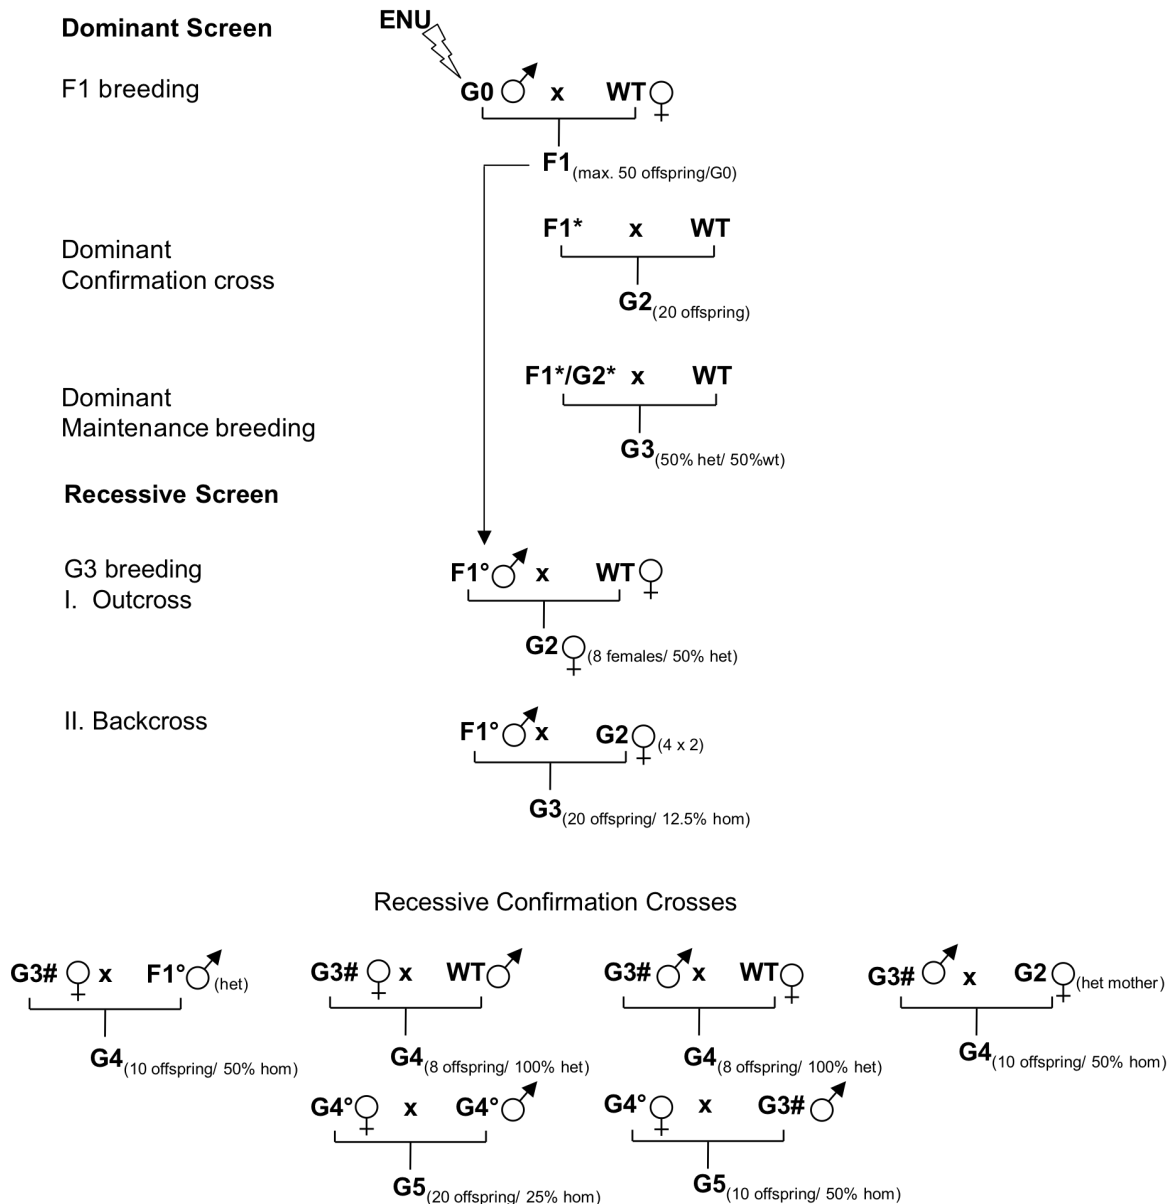 Dominant Screen
ENU
F1 breeding
G0 x WT
F1 (max. 50 offspring/G0)
F1* x WT
Dominant
Confirmation cross
G2 (20 offspring)
F1*/G2* x WT
Dominant
Maintenance breeding
G3 (50% het/ 50%wt)
Recessive Screen
G3 breeding
F1° x WT
I. Outcross
G2 (8 females/ 50% het)
II. Backcross
F1° x G2 (4 x 2)
G3 (20 offspring/ 12.5% hom)
Recessive Confirmation Crosses
G3# x F1° (het)
G3# x WT
G3# x WT
G3# x G2 (het mother)
G4 (10 offspring/ 50% hom)
G4 (8 offspring/ 100% het)
G4 (8 offspring/ 100% het)
G4 (10 offspring/ 50% hom)
G4° x G4°
G4° x G3#
G5 (20 offspring/ 25% hom)
G5 (10 offspring/ 50% hom)